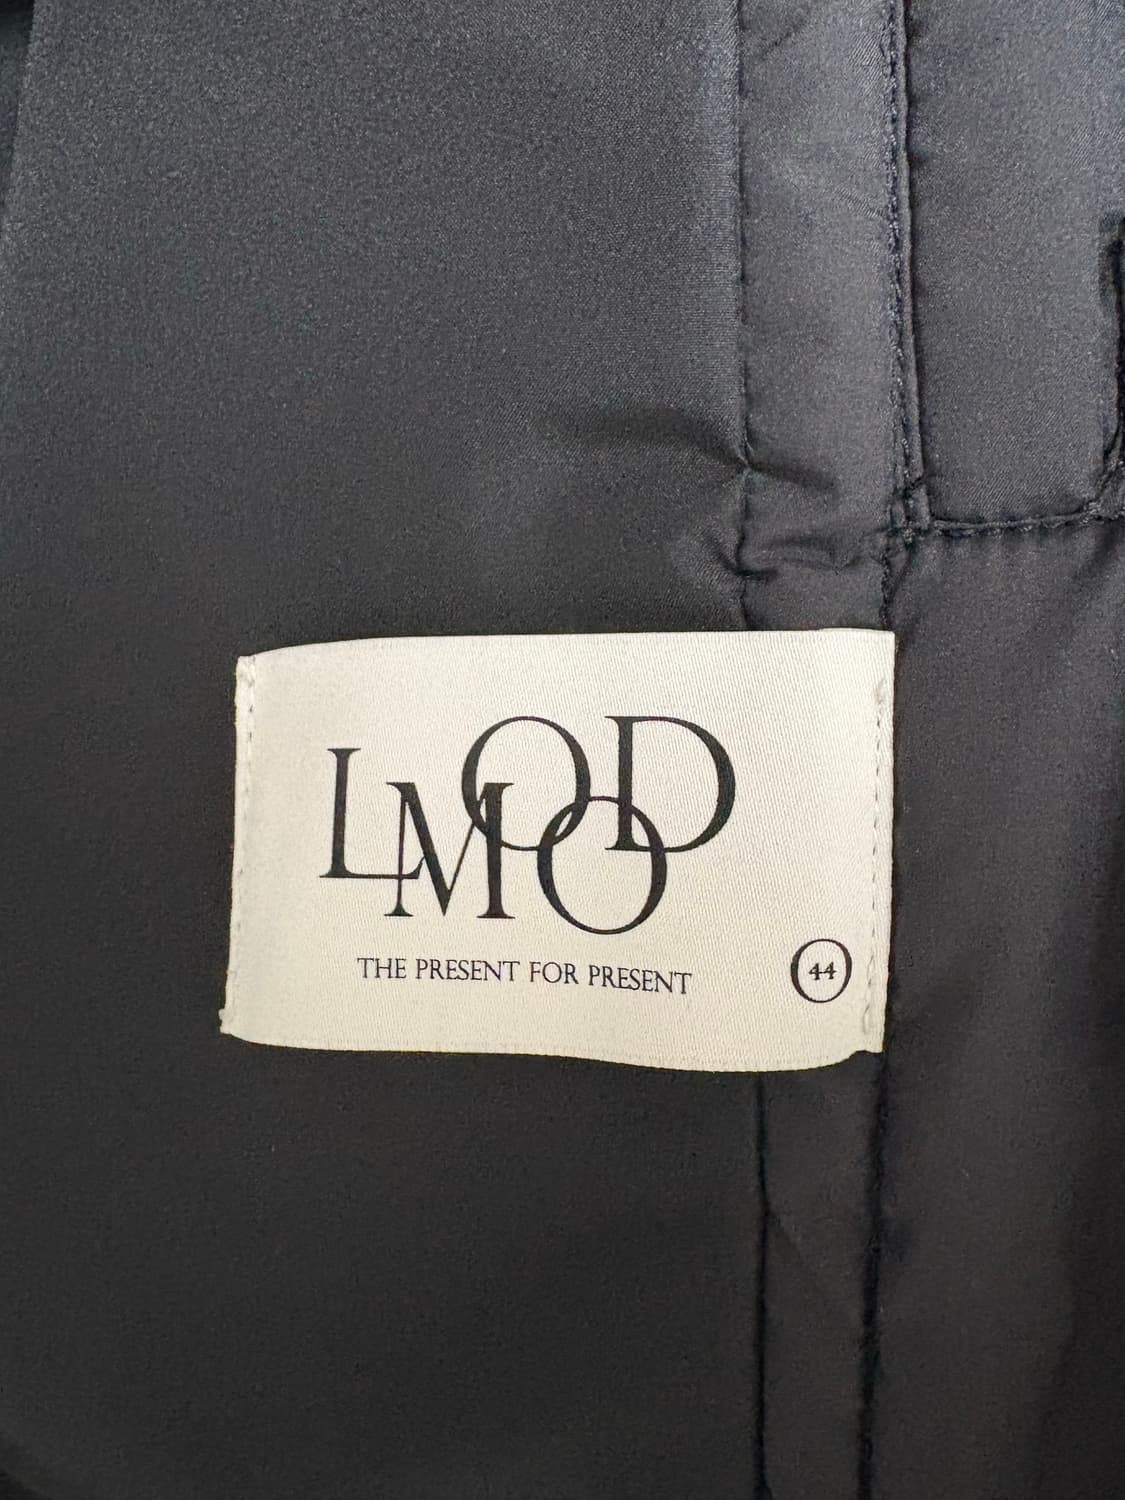 LMOOD
THE PRESENT FOR PRESENT
44